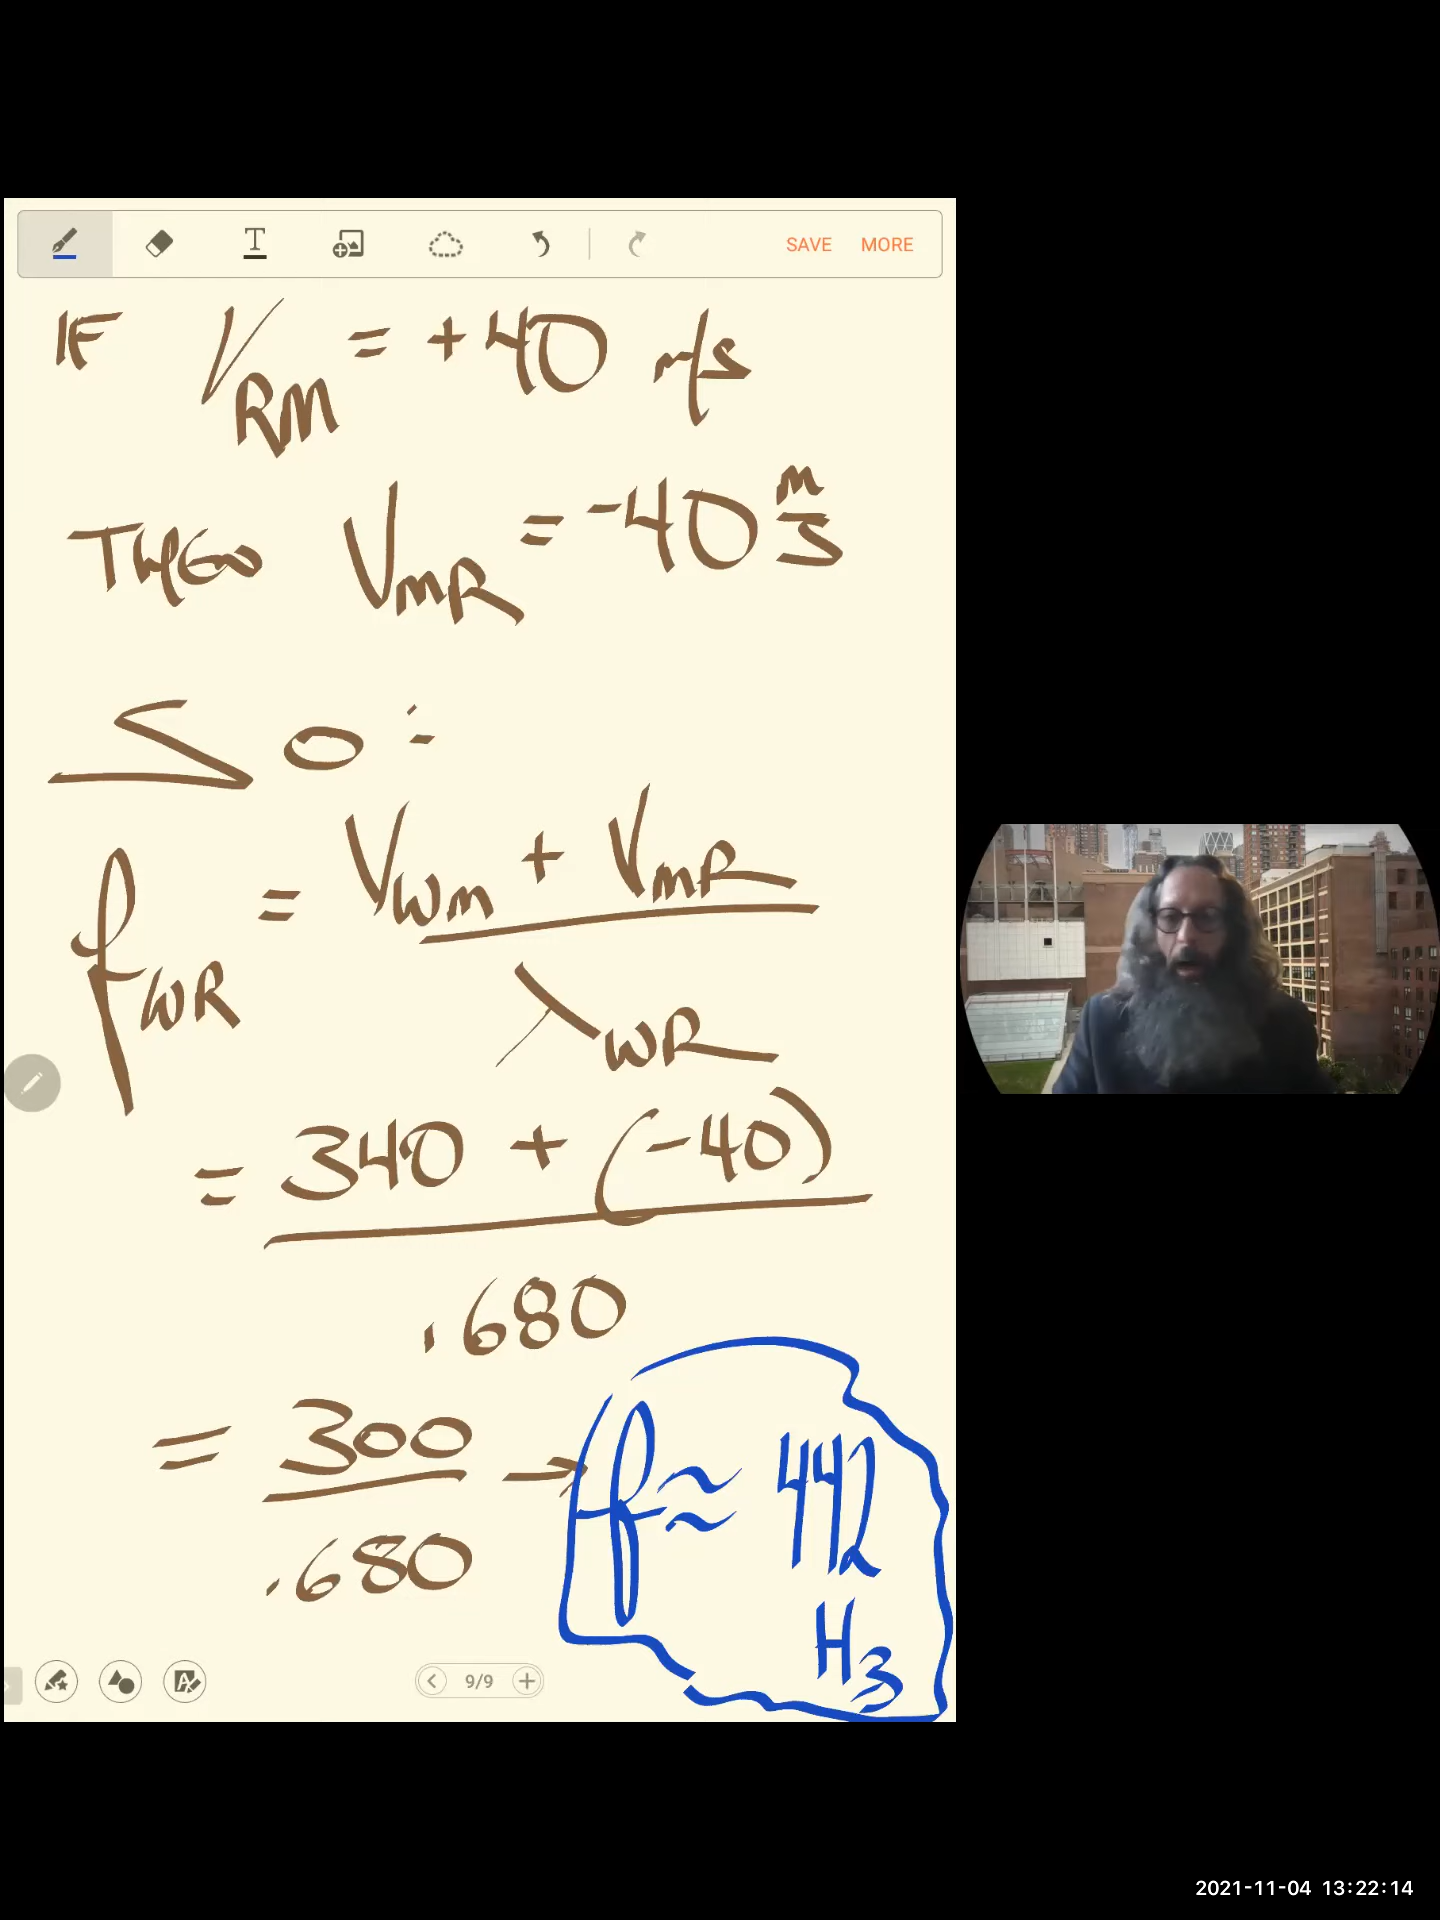 SAVE MORE
IF V_RM = +40 m/s
THEN V_MR = -40 m/s
SO:
f_WR = (V_WM + V_MR) / λ_WR
= (340 + (-40)) / .680
= 300 / .680 → f ≈ 442 Hz
9/9
2021-11-04 13:22:14